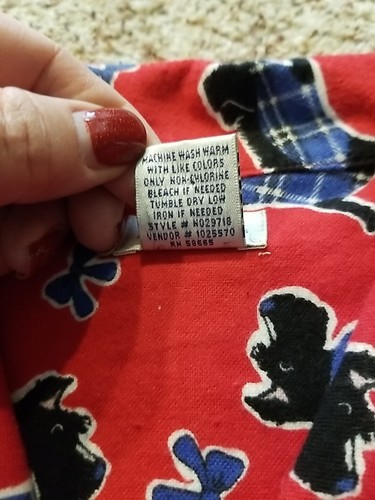 MACHINE WASH WARM
WITH LIKE COLORS
ONLY NON-CHLORINE
BLEACH IF NEEDED
TUMBLE DRY LOW
IRON IF NEEDED
STYLE # N029718
VENDOR # 1025570
RN 58665